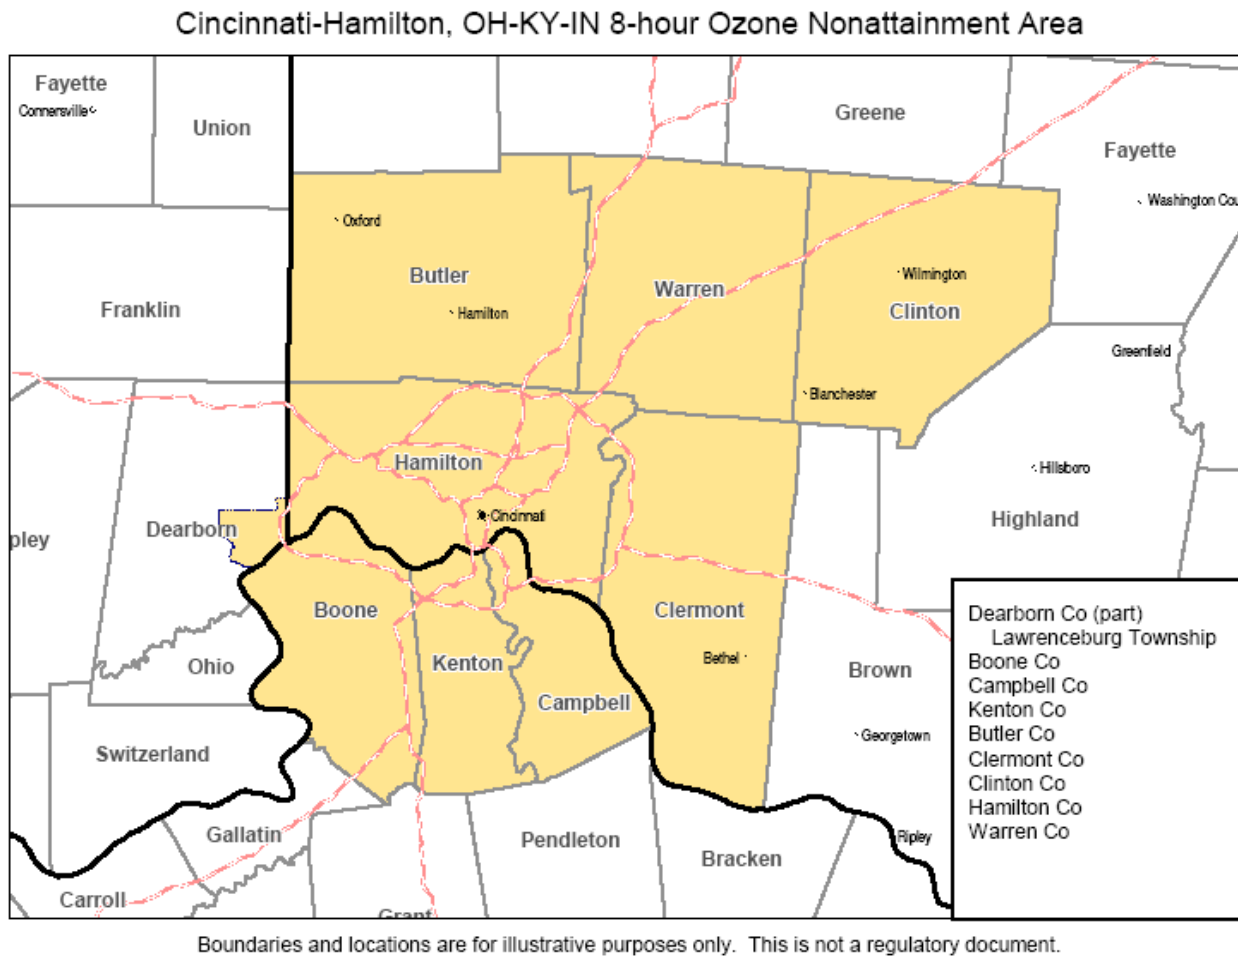 Cincinnati-Hamilton, OH-KY-IN 8-hour Ozone Nonattainment Area
Fayette
Connersville
Union
Greene
Fayette
Washington Cou
Oxford
Butler
Hamilton
Warren
Wilmington
Clinton
Franklin
Greenfield
Blanchester
Hamilton
Hillsboro
Cincinnati
Highland
Dearborn
pley
Boone
Clermont
Kenton
Bethel
Ohio
Brown
Campbell
Georgetown
Switzerland
Gallatin
Pendleton
Bracken
Ripley
Carroll
Grant
Dearborn Co (part)
Lawrenceburg Township
Boone Co
Campbell Co
Kenton Co
Butler Co
Clermont Co
Clinton Co
Hamilton Co
Warren Co
Boundaries and locations are for illustrative purposes only. This is not a regulatory document.